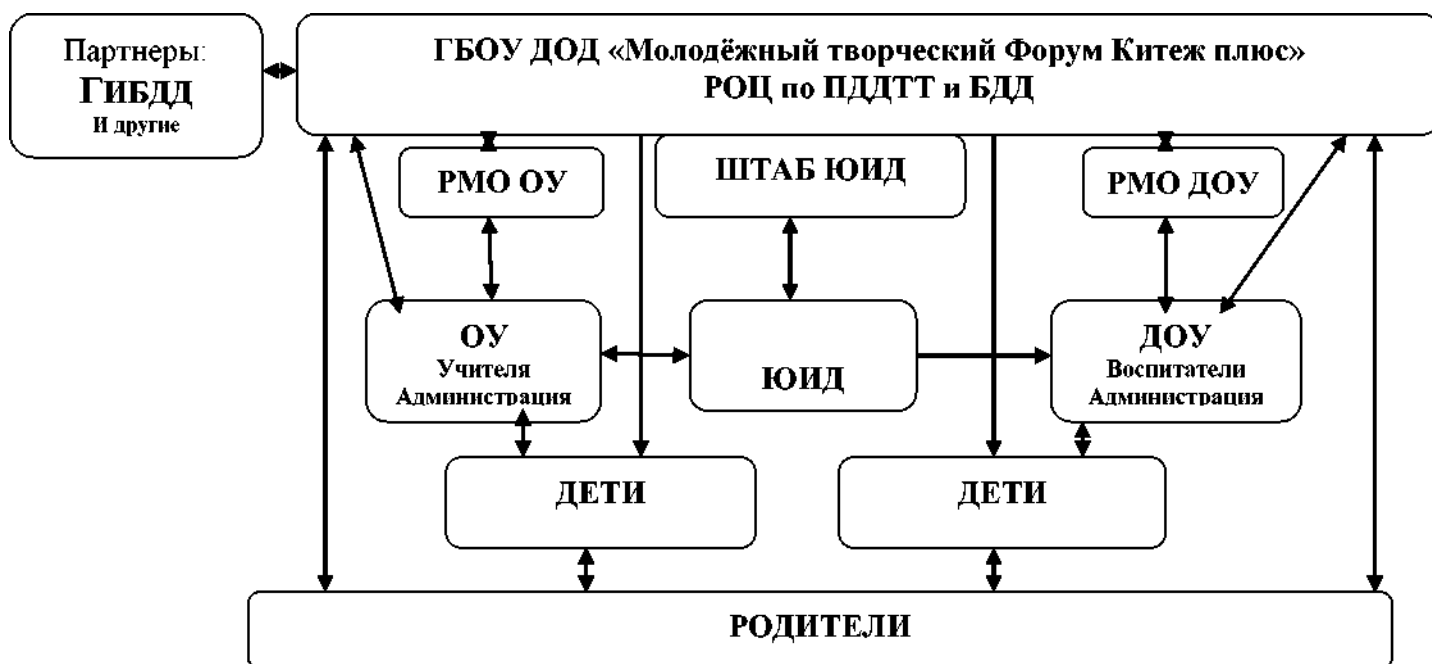 Партнеры:
ГИБДД
И другие
ГБОУ ДОД «Молодёжный творческий Форум Китеж плюс»
РОЦ по ПДДТТ и БДД
РМО ОУ
ШТАБ ЮИД
РМО ДОУ
ОУ
Учителя
Администрация
ЮИД
ДОУ
Воспитатели
Администрация
ДЕТИ
ДЕТИ
РОДИТЕЛИ